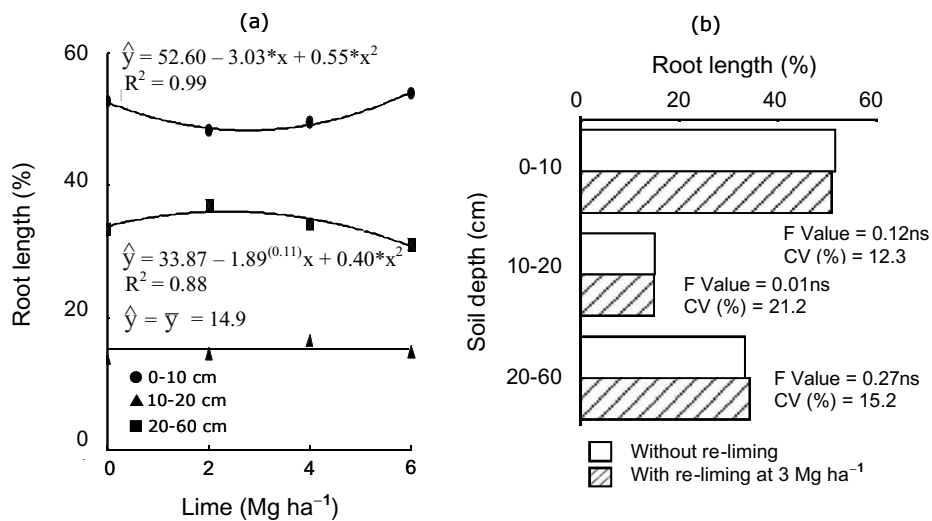 (a)
60
ŷ = 52.60 – 3.03*x + 0.55*x²
R² = 0.99
40
ŷ = 33.87 – 1.89⁽⁰·¹¹⁾x + 0.40*x²
R² = 0.88
20
ŷ = y̅ = 14.9
0-10 cm
10-20 cm
20-60 cm
0
0 2 4 6
Root length (%)
Lime (Mg ha⁻¹)
(b)
Root length (%)
0 20 40 60
0-10
F Value = 0.12ns
CV (%) = 12.3
10-20
F Value = 0.01ns
CV (%) = 21.2
20-60
F Value = 0.27ns
CV (%) = 15.2
Soil depth (cm)
Without re-liming
With re-liming at 3 Mg ha⁻¹